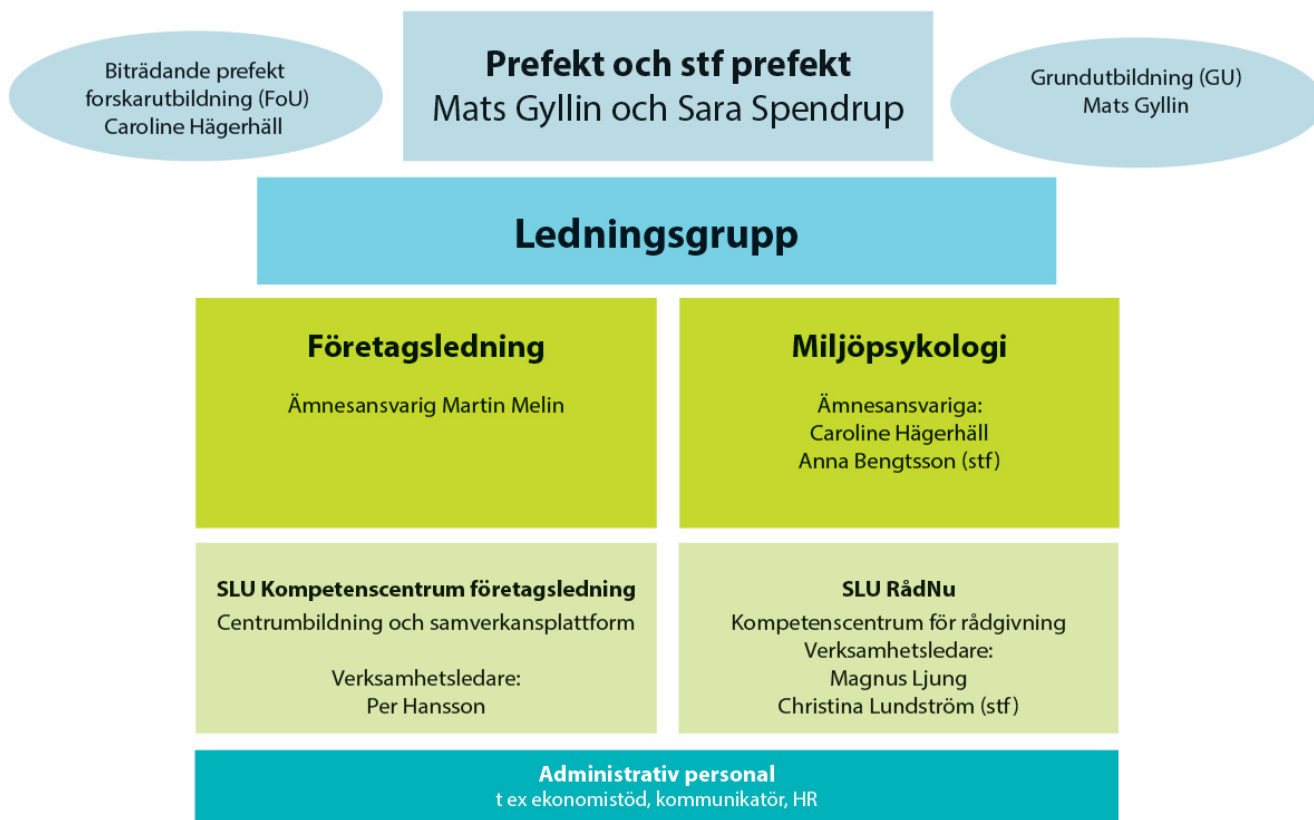 Biträdande prefekt
forskarutbildning (FoU)
Caroline Hägerhäll
Prefekt och stf prefekt
Mats Gyllin och Sara Spendrup
Grundutbildning (GU)
Mats Gyllin
Ledningsgrupp
Företagsledning
Ämnesansvarig Martin Melin
Miljöpsykologi
Ämnesansvariga:
Caroline Hägerhäll
Anna Bengtsson (stf)
SLU Kompetenscentrum företagsledning
Centrumbildning och samverkansplattform
Verksamhetsledare:
Per Hansson
SLU RådNu
Kompetenscentrum för rådgivning
Verksamhetsledare:
Magnus Ljung
Christina Lundström (stf)
Administrativ personal
t ex ekonomistöd, kommunikatör, HR